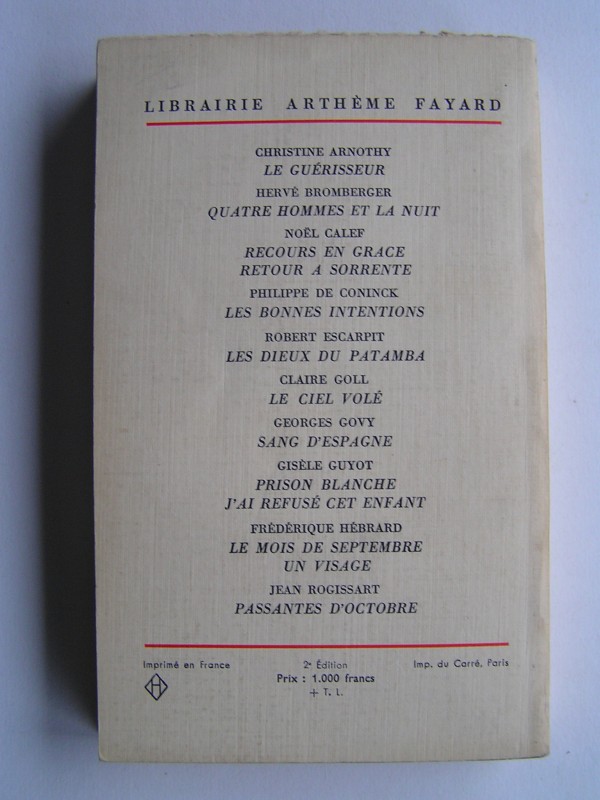 LIBRAIRIE ARTHÈME FAYARD
CHRISTINE ARNOTHY
LE GUÉRISSEUR
HERVÉ BROMBERGER
QUATRE HOMMES ET LA NUIT
NOËL CALEF
RECOURS EN GRACE
RETOUR A SORRENTE
PHILIPPE DE CONINCK
LES BONNES INTENTIONS
ROBERT ESCARPIT
LES DIEUX DU PATAMBA
CLAIRE GOLL
LE CIEL VOLÉ
GEORGES GOVY
SANG D'ESPAGNE
GISÈLE GUYOT
PRISON BLANCHE
J'AI REFUSÉ CET ENFANT
FRÉDÉRIQUE HÉBRARD
LE MOIS DE SEPTEMBRE
UN VISAGE
JEAN ROGISSART
PASSANTES D'OCTOBRE
Imprimé en France 2e Édition Imp. du Carré, Paris
H Prix : 1.000 francs
+ T. l.